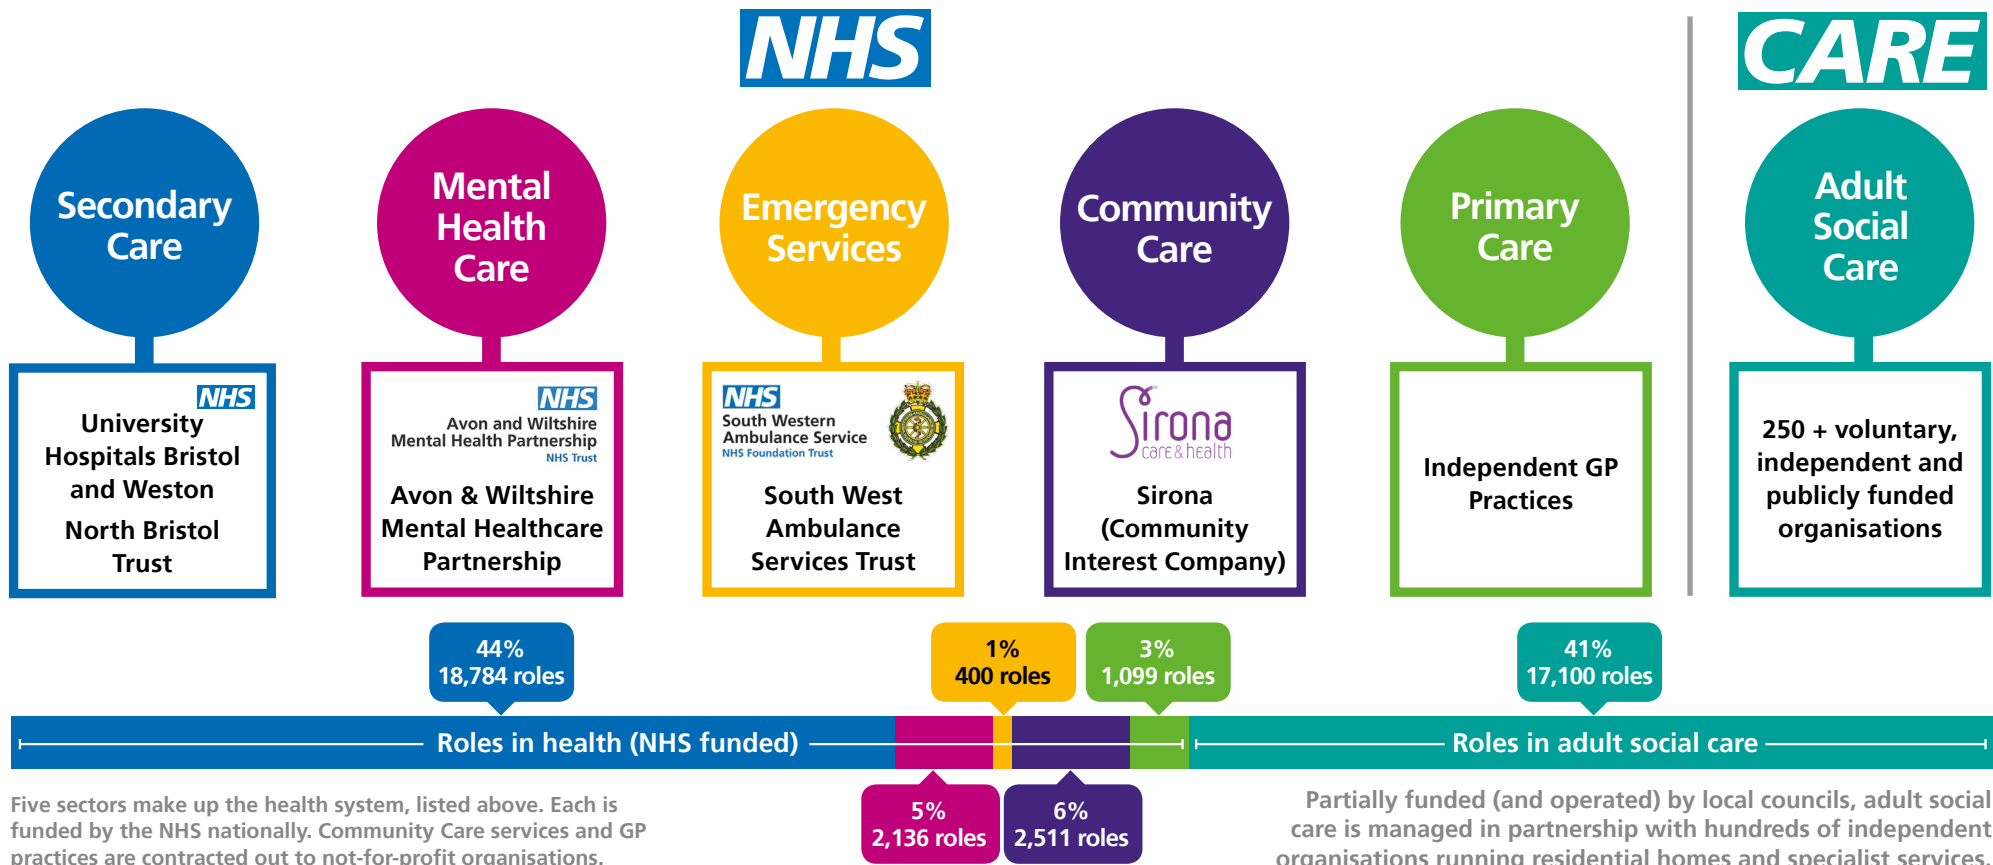 NHS
CARE
Secondary
Care
Mental
Health
Care
Emergency
Services
Community
Care
Primary
Care
Adult
Social
Care
NHS
University
Hospitals Bristol
and Weston
North Bristol
Trust
NHS
Avon and Wiltshire
Mental Health Partnership
NHS Trust
Avon & Wiltshire
Mental Healthcare
Partnership
NHS
South Western
Ambulance Service
NHS Foundation Trust
South West
Ambulance
Services Trust
Sirona
care & health
Sirona
(Community
Interest Company)
Independent GP
Practices
250 + voluntary,
independent and
publicly funded
organisations
44%
18,784 roles
1%
400 roles
3%
1,099 roles
41%
17,100 roles
Roles in health (NHS funded)
Roles in adult social care
5%
2,136 roles
6%
2,511 roles
Five sectors make up the health system, listed above. Each is
funded by the NHS nationally. Community Care services and GP
practices are contracted out to not-for-profit organisations.
Partially funded (and operated) by local councils, adult social
care is managed in partnership with hundreds of independent
organisations running residential homes and specialist services.